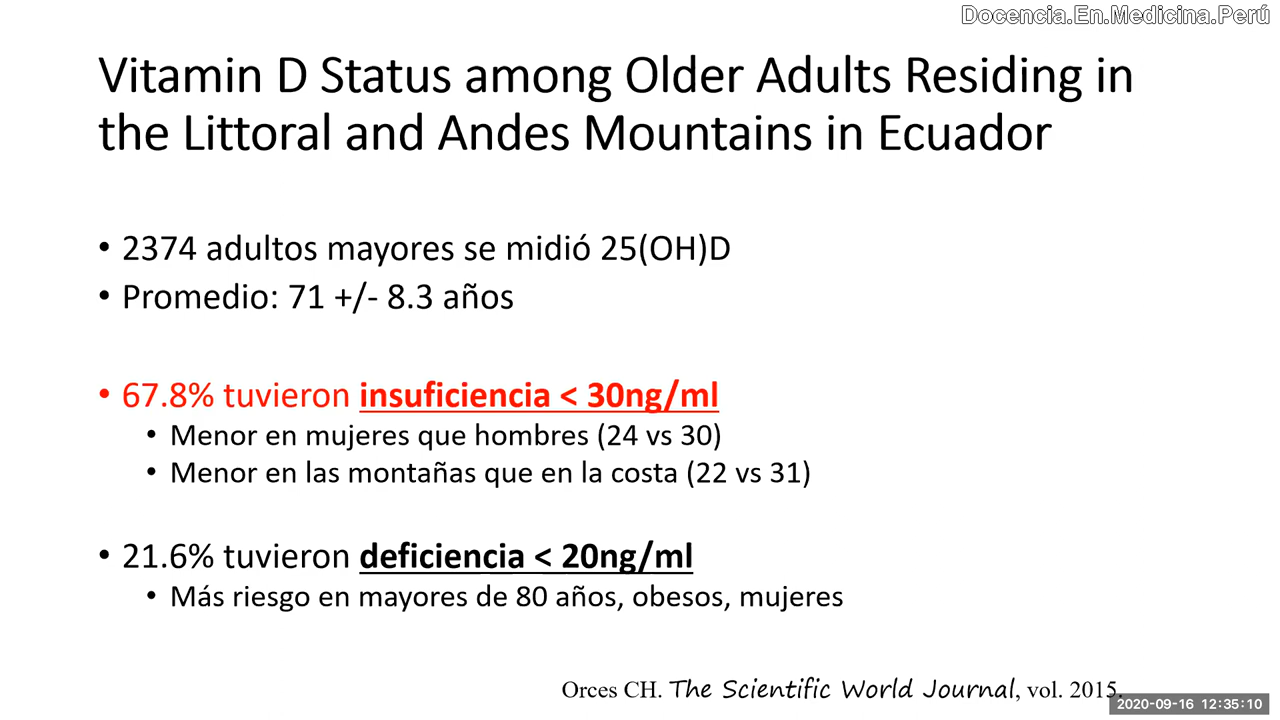 Docencia.En.Medicina.Perú
Vitamin D Status among Older Adults Residing in
the Littoral and Andes Mountains in Ecuador
• 2374 adultos mayores se midió 25(OH)D
• Promedio: 71 +/- 8.3 años
• 67.8% tuvieron insuficiencia < 30ng/ml
• Menor en mujeres que hombres (24 vs 30)
• Menor en las montañas que en la costa (22 vs 31)
• 21.6% tuvieron deficiencia < 20ng/ml
• Más riesgo en mayores de 80 años, obesos, mujeres
Orces CH. The Scientific World Journal, vol. 2015.
2020-09-16 12:35:10